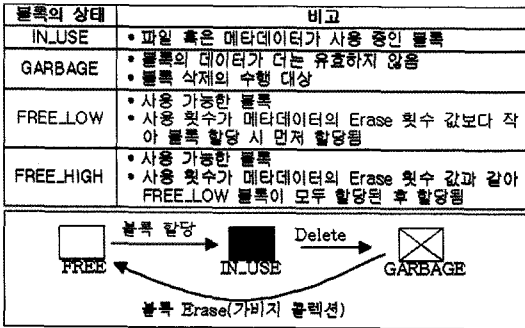 블록의 상태 비고
IN_USE • 파일 혹은 메타데이터가 사용 중인 블록
GARBAGE • 블록의 데이터가 더는 유효하지 않음
• 블록 삭제의 수행 대상
FREE_LOW • 사용 가능한 블록
• 사용 횟수가 메타데이터의 Erase 횟수 값보다 작
아 블록 할당 시 먼저 할당됨
FREE_HIGH • 사용 가능한 블록
• 사용 횟수가 메타데이터의 Erase 횟수 값과 같아
FREE_LOW 블록이 모두 할당된 후 할당됨
블록 할당 Delete
FREE IN_USE GARBAGE
블록 Erase(가비지 콜렉션)